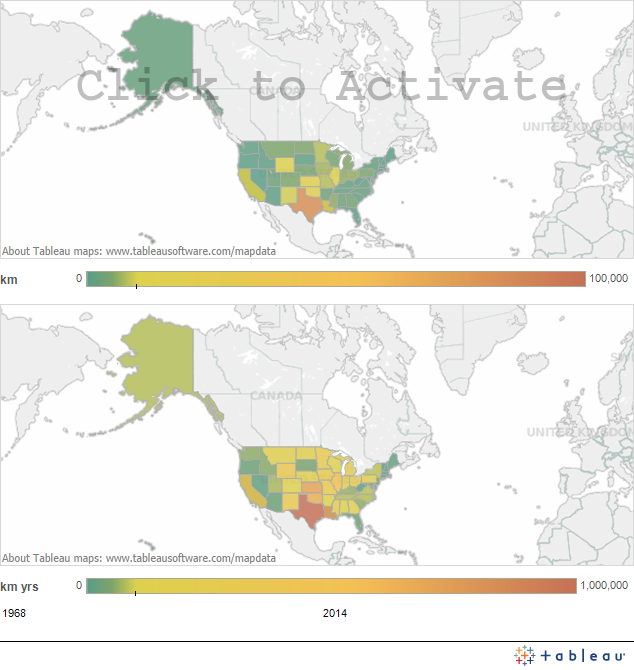 Click to Activate
CANADA
UNITED KINGDOM
About Tableau maps: www.tableausoftware.com/mapdata
km
0
100,000
CANADA
UNITED KINGDOM
About Tableau maps: www.tableausoftware.com/mapdata
km yrs
0
1,000,000
1968
2014
+ableau